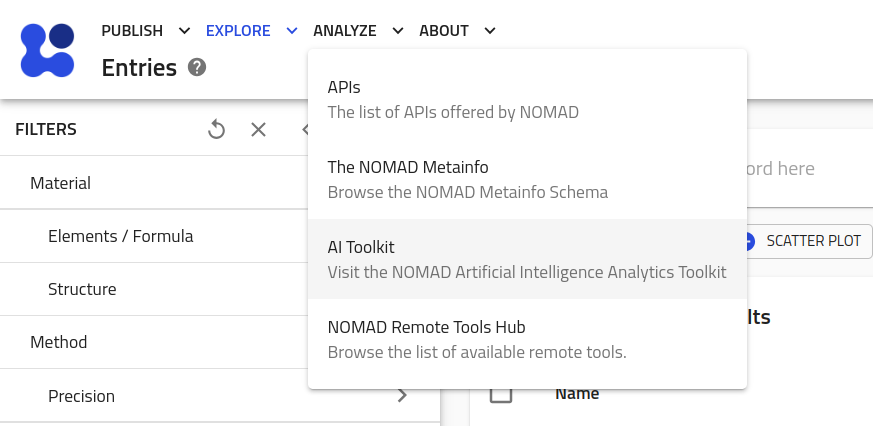 PUBLISH EXPLORE ANALYZE ABOUT
Entries
FILTERS
Material
Elements / Formula
Structure
Method
Precision
APIs
The list of APIs offered by NOMAD
The NOMAD Metainfo
Browse the NOMAD Metainfo Schema
AI Toolkit
Visit the NOMAD Artificial Intelligence Analytics Toolkit
NOMAD Remote Tools Hub
Browse the list of available remote tools.
ord here
SCATTER PLOT
lts
Name